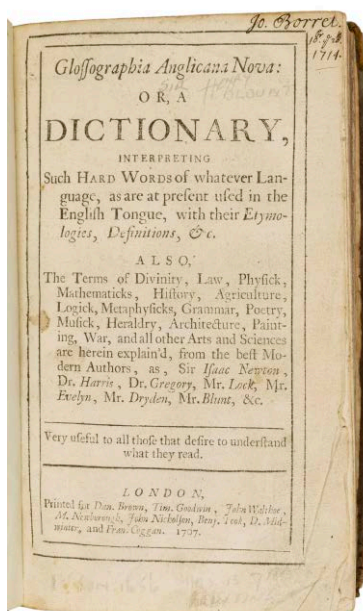 Jo. Borret.
1714.
Gloſſographia Anglicana Nova:
OR, A
DICTIONARY,
INTERPRETING
Such HARD WORDS of whatever Lan-
guage, as are at present used in the
English Tongue, with their Etymo-
logies, Definitions, &c.
ALSO,
The Terms of Divinity, Law, Phyſick,
Mathematicks, Hiſtory, Agriculture,
Logick, Metaphyſicks, Grammar, Poetry,
Muſick, Heraldry, Architecture, Paint-
ing, War, and all other Arts and Sciences
are herein explain'd, from the beſt Mo-
dern Authors, as, Sir Iſaac Newton,
Dr. Harris, Dr. Gregory, Mr. Lock, Mr.
Evelyn, Mr. Dryden, Mr. Blunt, &c.
Very uſeful to all thoſe that deſire to underſtand
what they read.
LONDON,
Printed for Dan. Brown, Tim. Goodwin, John Walthoe,
M. Newborough, John Nicholſon, Benj. Took, D. Mid-
winter, and Fran. Coggan. 1707.